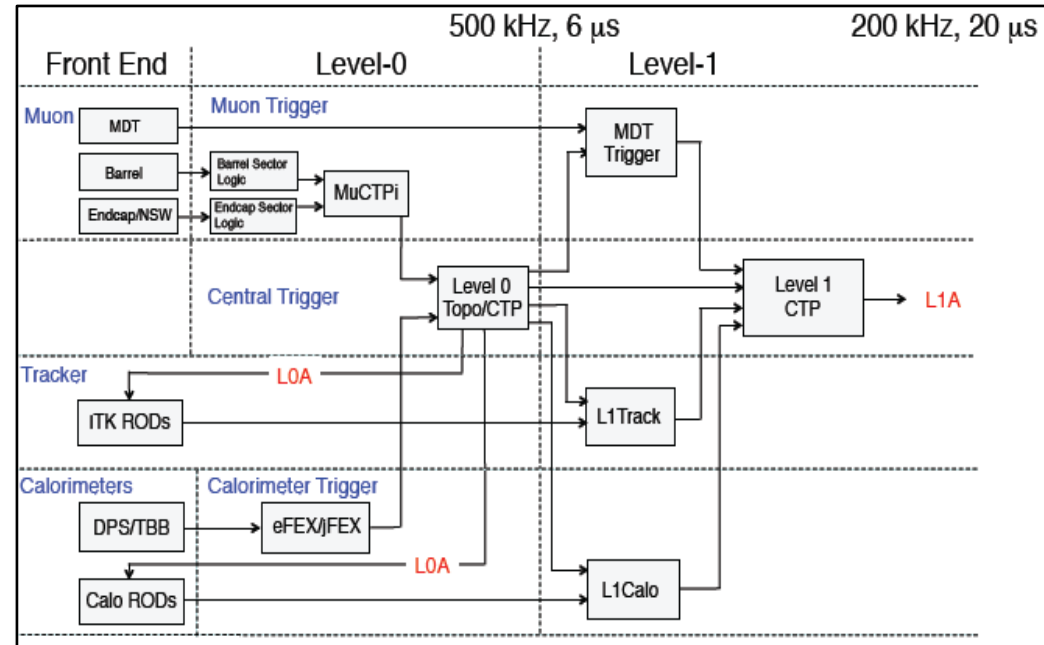 500 kHz, 6 μs
200 kHz, 20 μs
Front End
Level-0
Level-1
Muon
Muon Trigger
MDT
MDT
Trigger
Barrel
Barrel Sector
Logic
MuCTPi
Endcap/NSW
Endcap Sector
Logic
Central Trigger
Level 0
Topo/CTP
Level 1
CTP
L1A
Tracker
L0A
ITK RODs
L1Track
Calorimeters
Calorimeter Trigger
DPS/TBB
eFEX/jFEX
L0A
Calo RODs
L1Calo